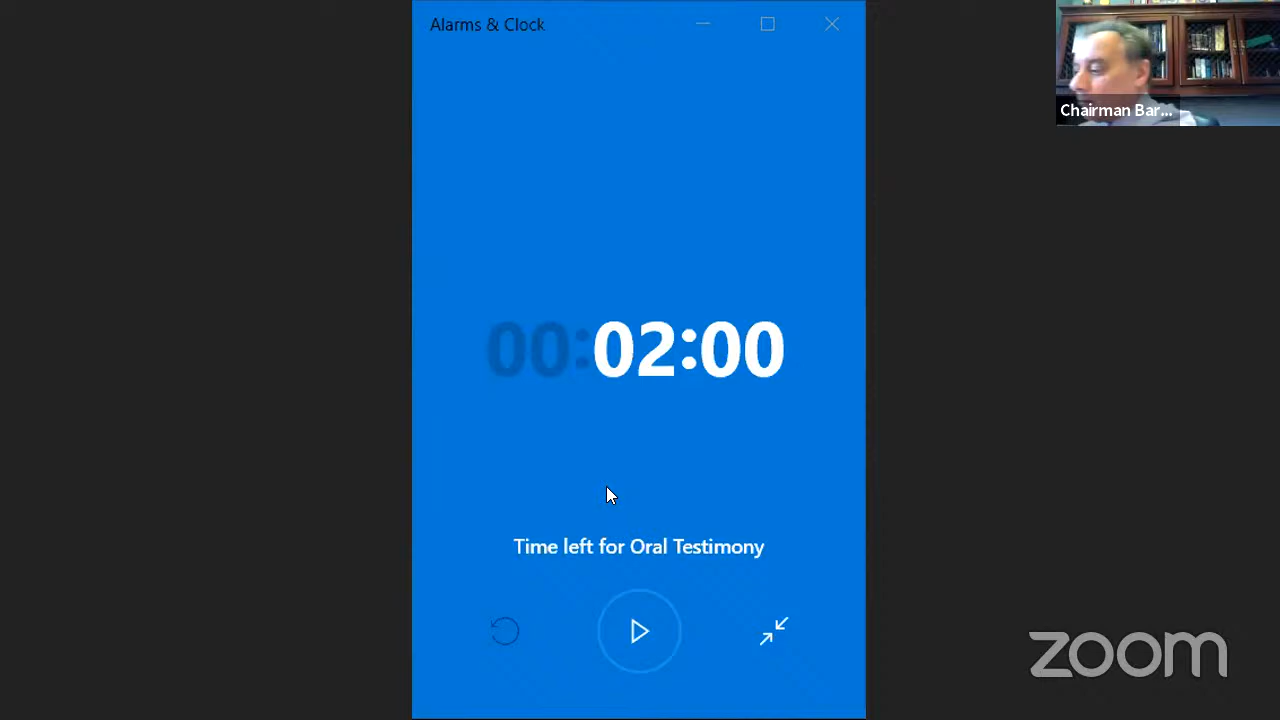 Alarms & Clock
Chairman Bar...
00:02:00
Time left for Oral Testimony
zoom